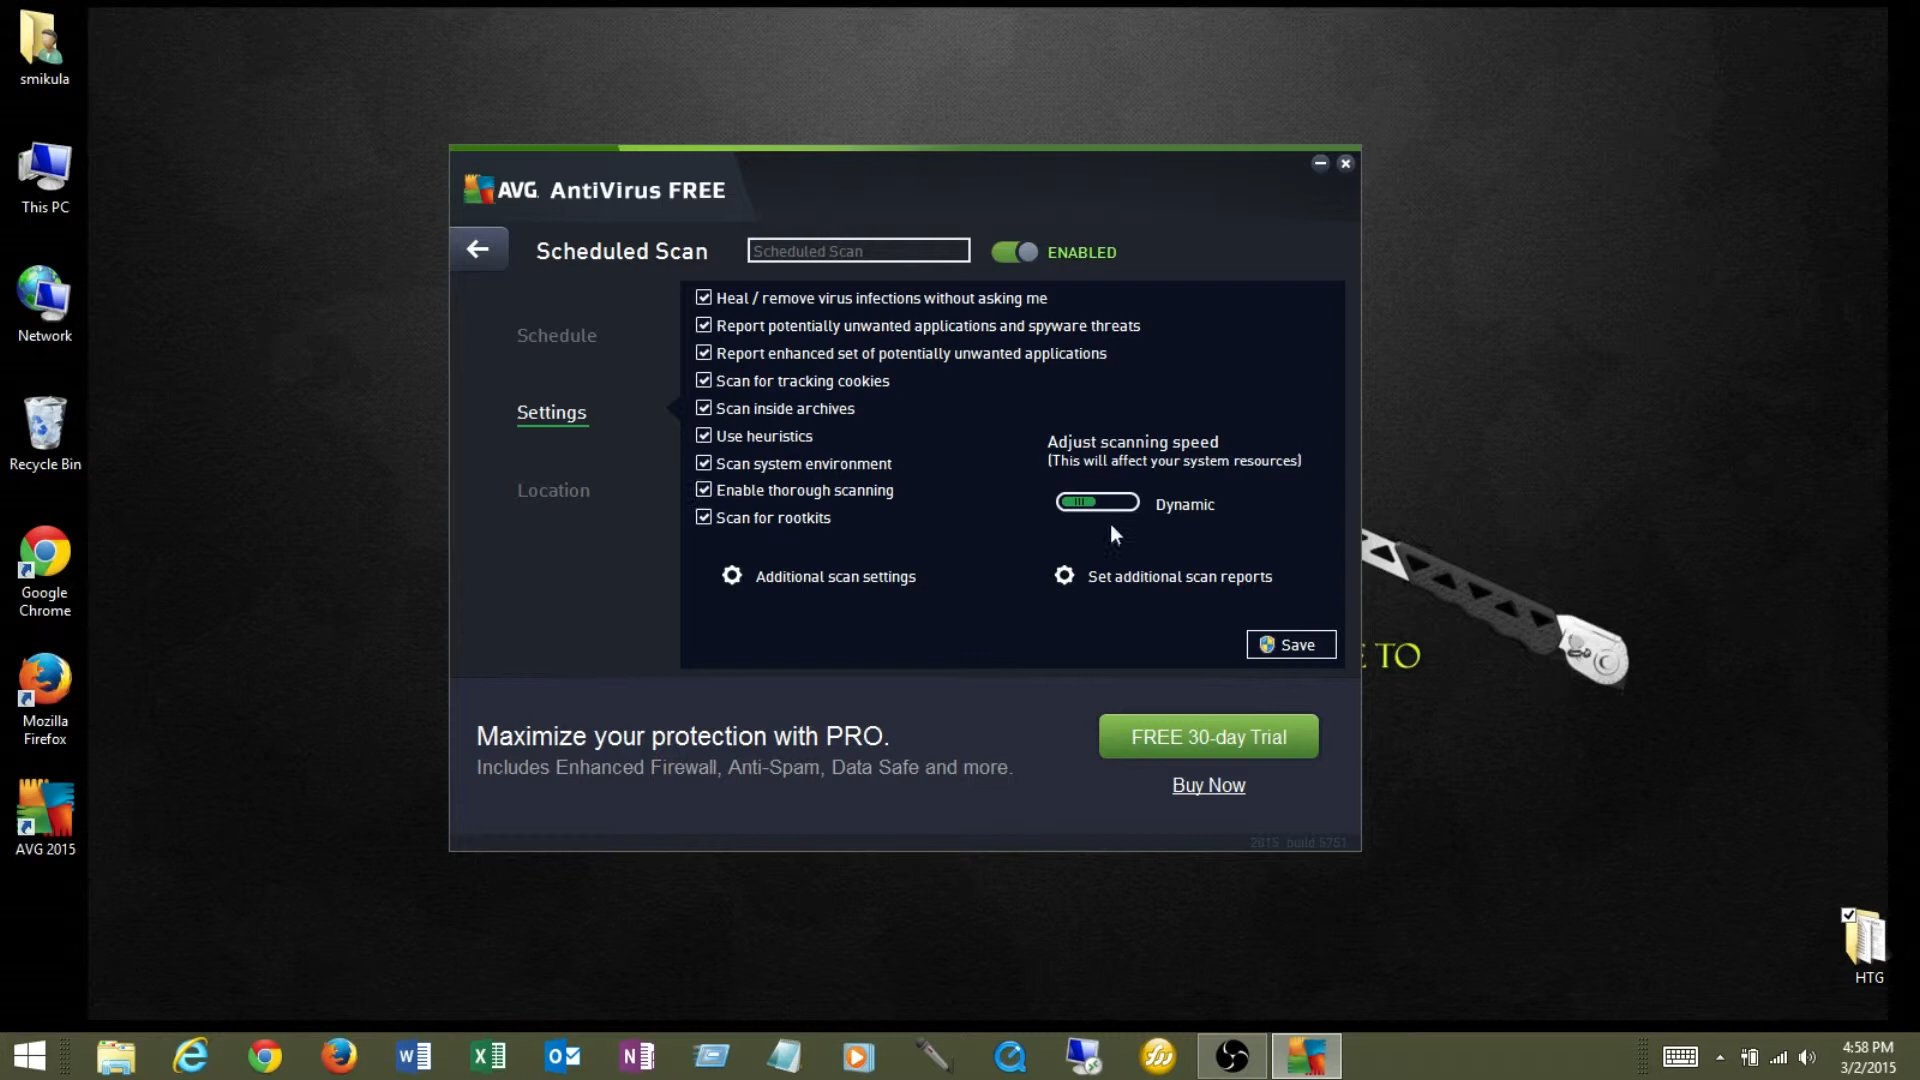 smikula
This PC
Network
Recycle Bin
Google
Chrome
Mozilla
Firefox
AVG 2015
AVG. AntiVirus FREE
Scheduled Scan
Scheduled Scan
ENABLED
Schedule
Settings
Location
Heal / remove virus infections without asking me
Report potentially unwanted applications and spyware threats
Report enhanced set of potentially unwanted applications
Scan for tracking cookies
Scan inside archives
Use heuristics
Scan system environment
Enable thorough scanning
Scan for rootkits
Adjust scanning speed
(This will affect your system resources)
Dynamic
Additional scan settings
Set additional scan reports
Save
E TO
Maximize your protection with PRO.
Includes Enhanced Firewall, Anti-Spam, Data Safe and more.
FREE 30-day Trial
Buy Now
2015 build 5751
HTG
4:58 PM
3/2/2015